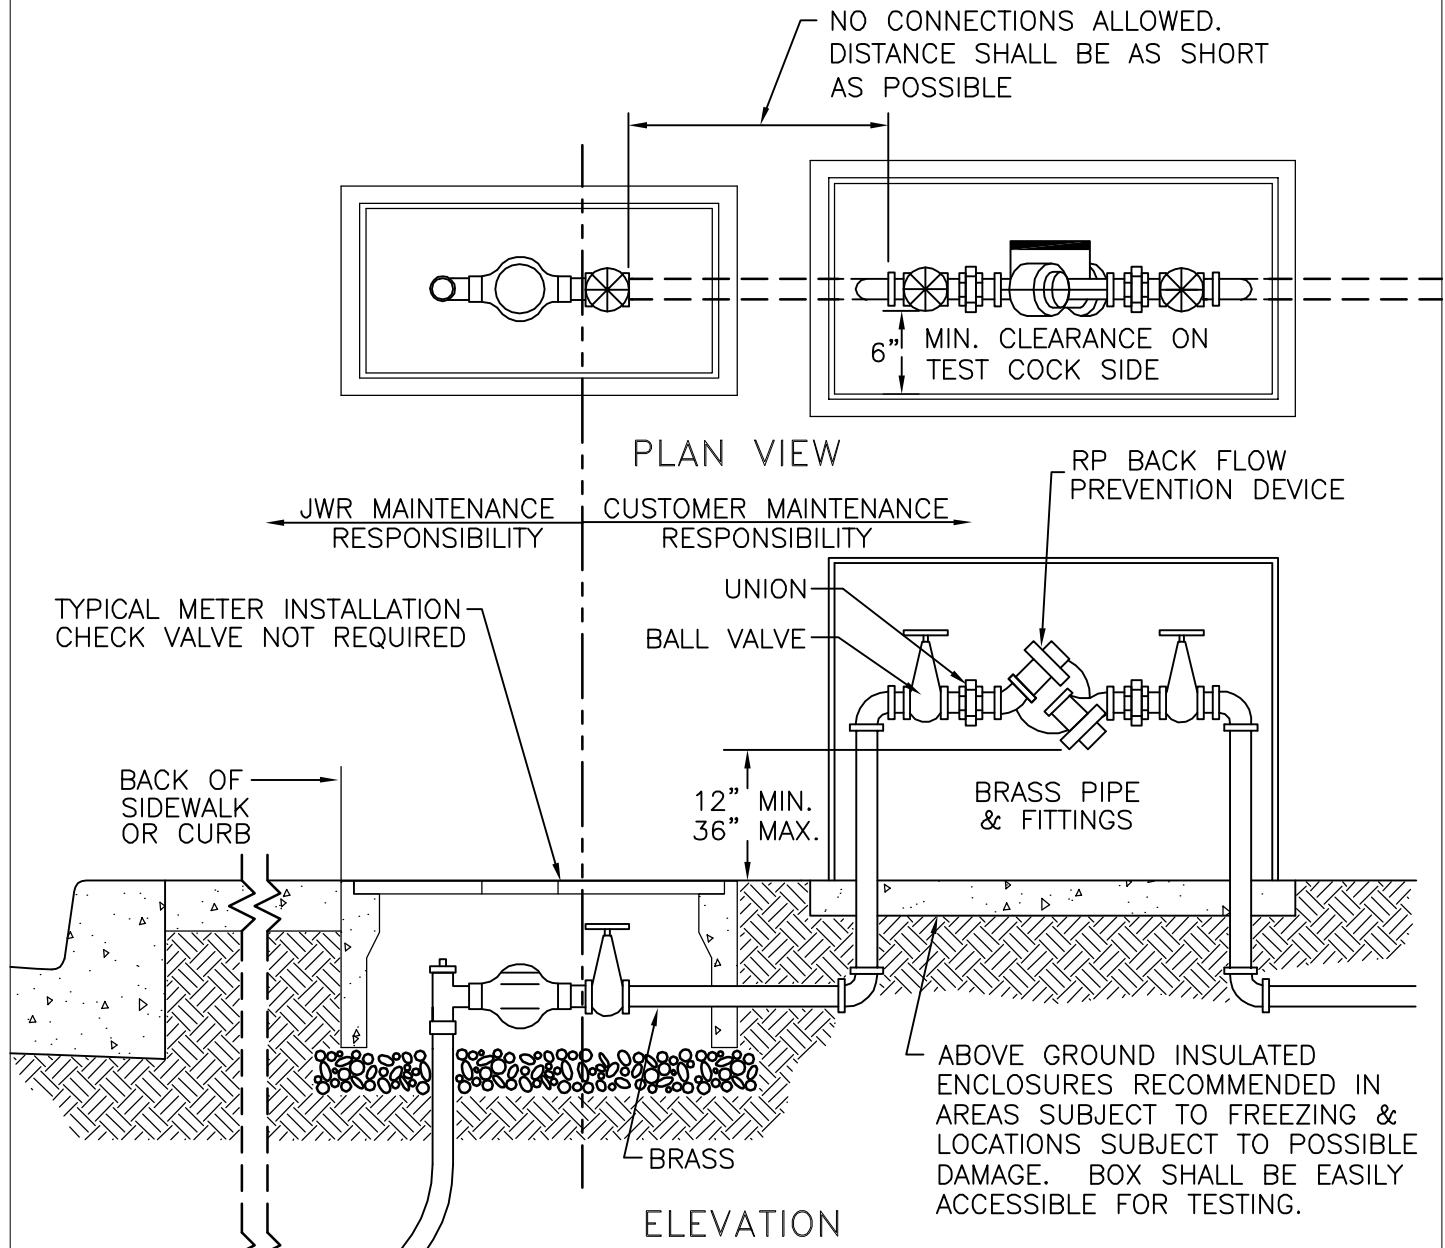 NO CONNECTIONS ALLOWED.
DISTANCE SHALL BE AS SHORT
AS POSSIBLE
6" MIN. CLEARANCE ON
TEST COCK SIDE
PLAN VIEW
RP BACK FLOW
PREVENTION DEVICE
JWR MAINTENANCE
RESPONSIBILITY
CUSTOMER MAINTENANCE
RESPONSIBILITY
UNION
TYPICAL METER INSTALLATION
CHECK VALVE NOT REQUIRED
BALL VALVE
BACK OF
SIDEWALK
OR CURB
12" MIN.
36" MAX.
BRASS PIPE
& FITTINGS
ABOVE GROUND INSULATED
ENCLOSURES RECOMMENDED IN
AREAS SUBJECT TO FREEZING &
LOCATIONS SUBJECT TO POSSIBLE
DAMAGE. BOX SHALL BE EASILY
ACCESSIBLE FOR TESTING.
BRASS
ELEVATION